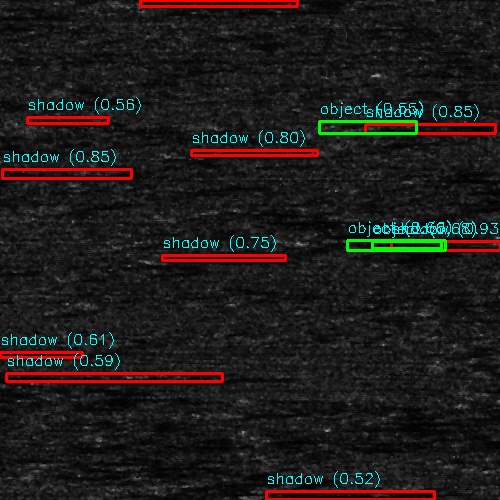 shadow (0.56)
object (0.55)
shadow (0.85)
shadow (0.80)
shadow (0.85)
shadow (0.75)
shadow (0.61)
shadow (0.59)
shadow (0.52)